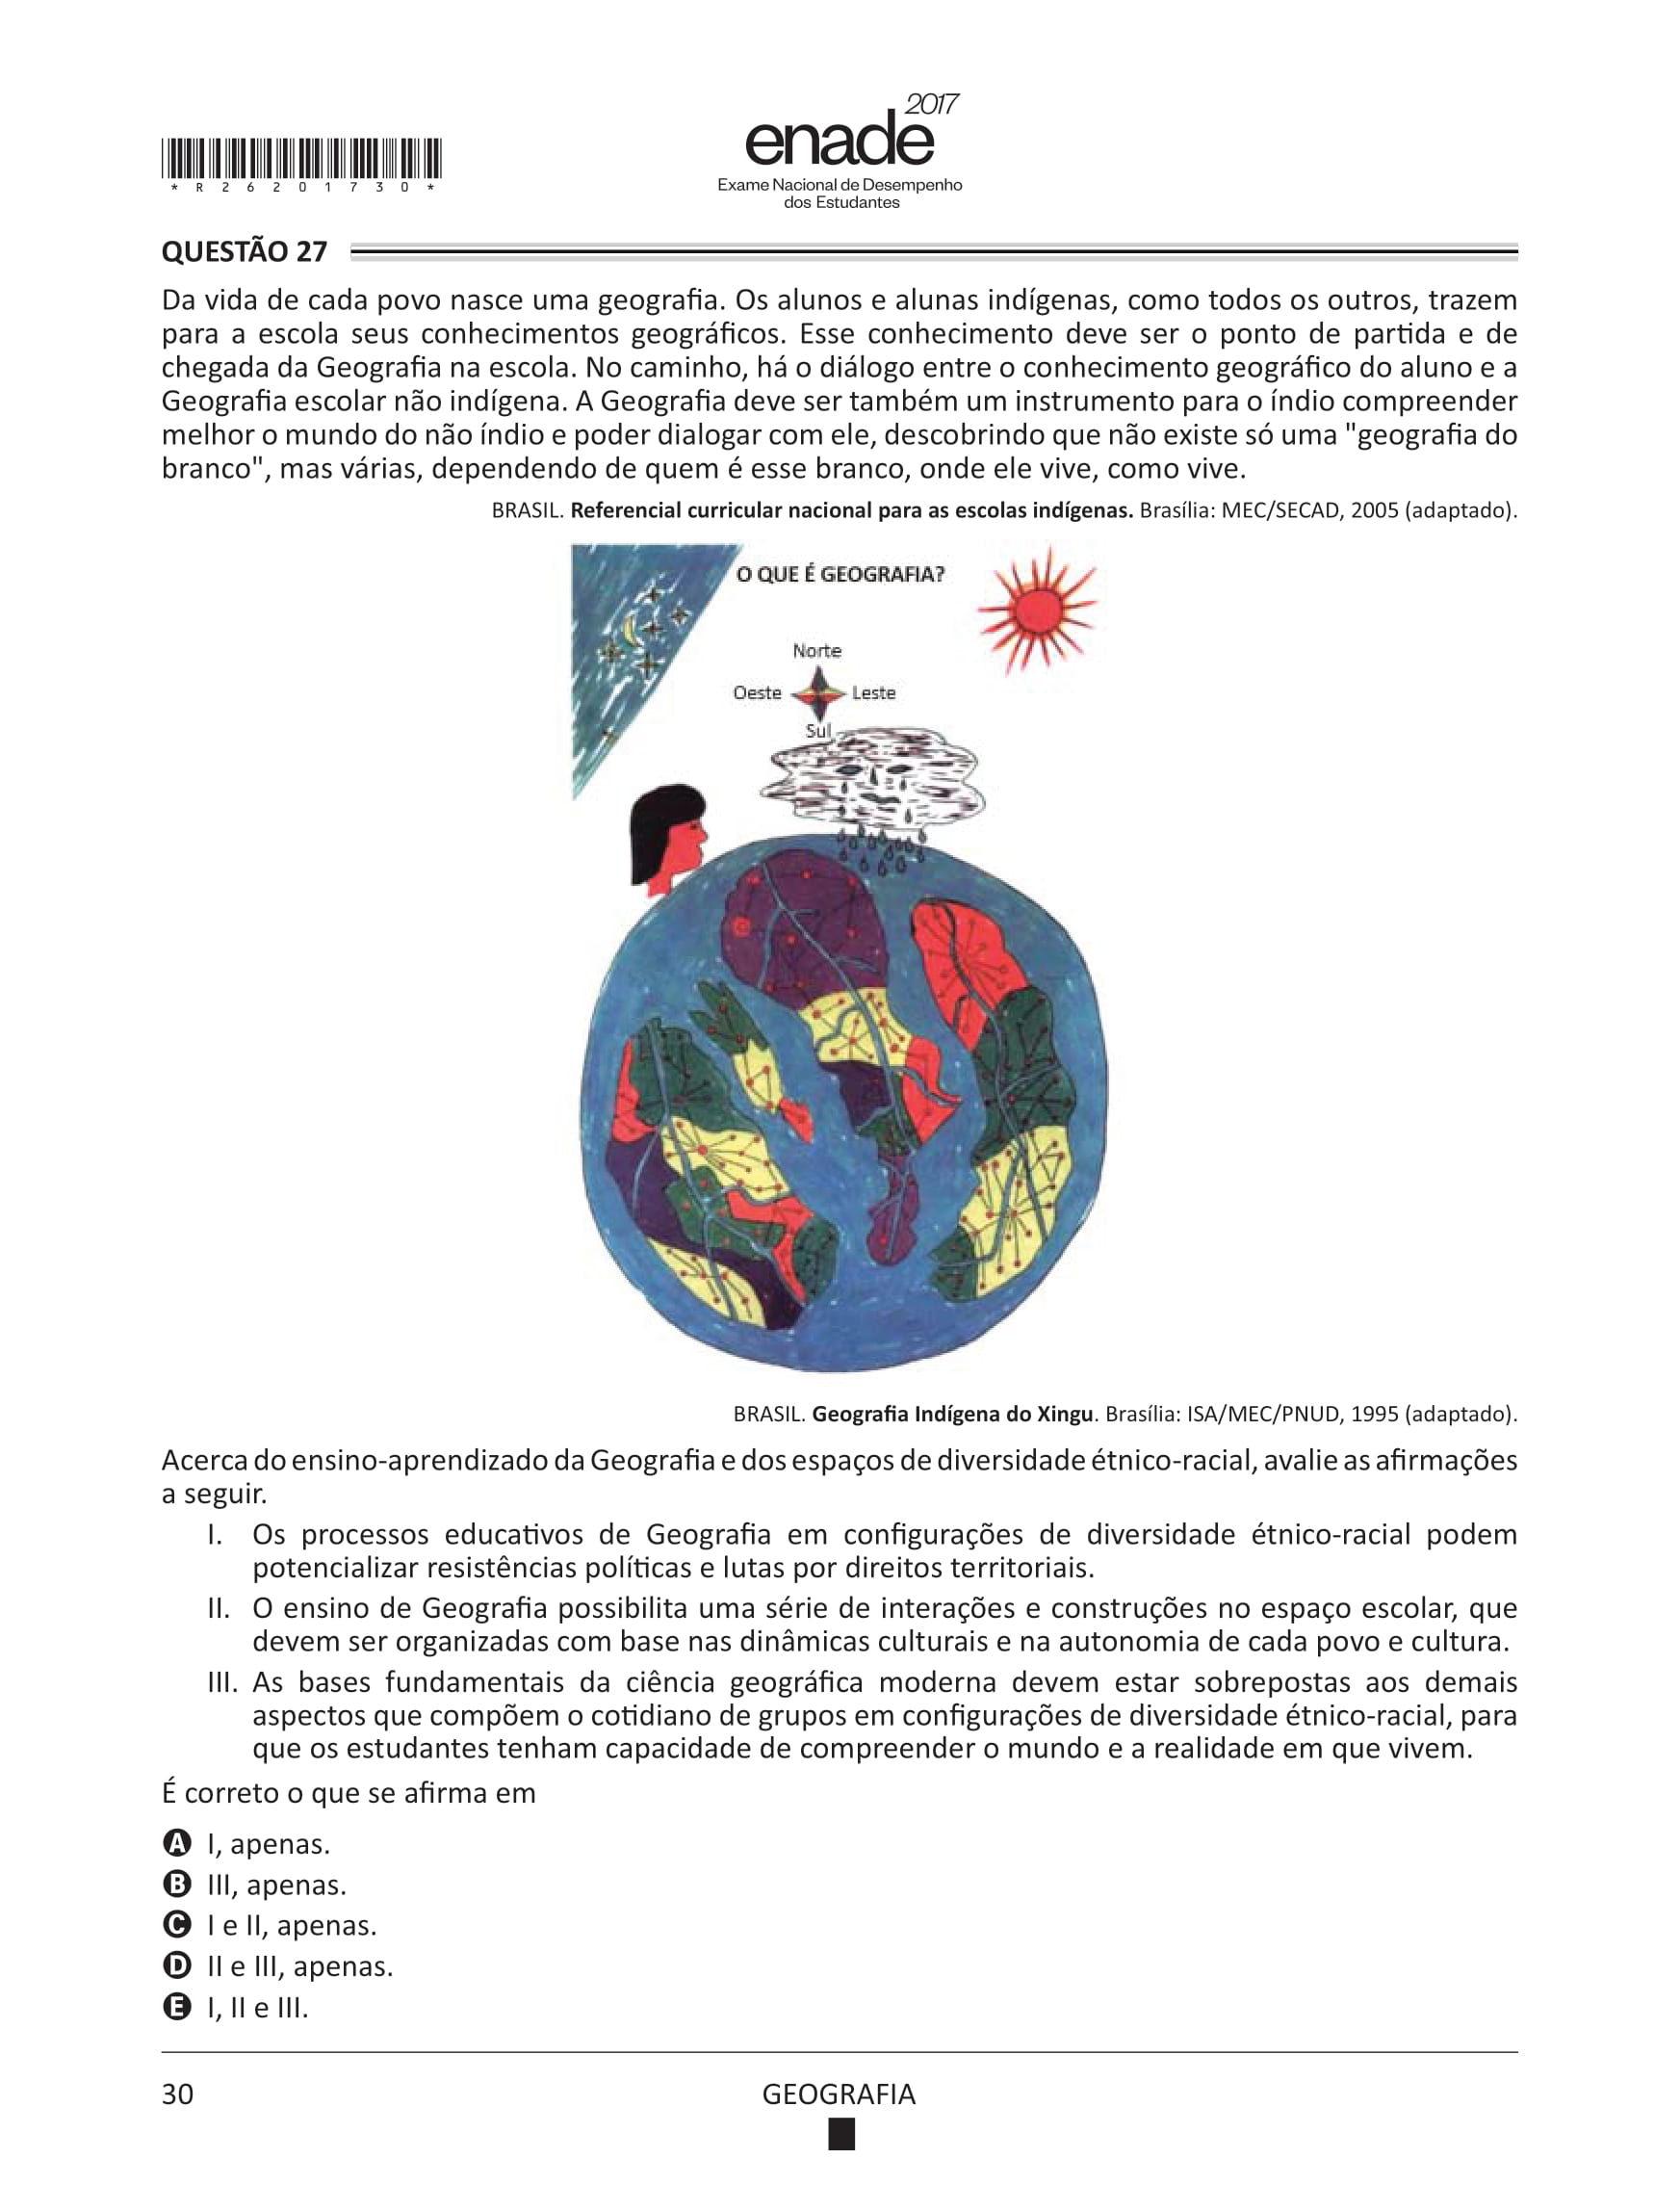 2017
enade
Exame Nacional de Desempenho
dos Estudantes
* R 2 6 2 0 1 7 3 0 *
QUESTÃO 27
Da vida de cada povo nasce uma geografia. Os alunos e alunas indígenas, como todos os outros, trazem
para a escola seus conhecimentos geográficos. Esse conhecimento deve ser o ponto de partida e de
chegada da Geografia na escola. No caminho, há o diálogo entre o conhecimento geográfico do aluno e a
Geografia escolar não indígena. A Geografia deve ser também um instrumento para o índio compreender
melhor o mundo do não índio e poder dialogar com ele, descobrindo que não existe só uma "geografia do
branco", mas várias, dependendo de quem é esse branco, onde ele vive, como vive.
BRASIL. Referencial curricular nacional para as escolas indígenas. Brasília: MEC/SECAD, 2005 (adaptado).
O QUE É GEOGRAFIA?
Norte
Oeste Leste
Sul
BRASIL. Geografia Indígena do Xingu. Brasília: ISA/MEC/PNUD, 1995 (adaptado).
Acerca do ensino-aprendizado da Geografia e dos espaços de diversidade étnico-racial, avalie as afirmações
a seguir.
I. Os processos educativos de Geografia em configurações de diversidade étnico-racial podem
potencializar resistências políticas e lutas por direitos territoriais.
II. O ensino de Geografia possibilita uma série de interações e construções no espaço escolar, que
devem ser organizadas com base nas dinâmicas culturais e na autonomia de cada povo e cultura.
III. As bases fundamentais da ciência geográfica moderna devem estar sobrepostas aos demais
aspectos que compõem o cotidiano de grupos em configurações de diversidade étnico-racial, para
que os estudantes tenham capacidade de compreender o mundo e a realidade em que vivem.
É correto o que se afirma em
A I, apenas.
B III, apenas.
C I e II, apenas.
D II e III, apenas.
E I, II e III.
30
GEOGRAFIA